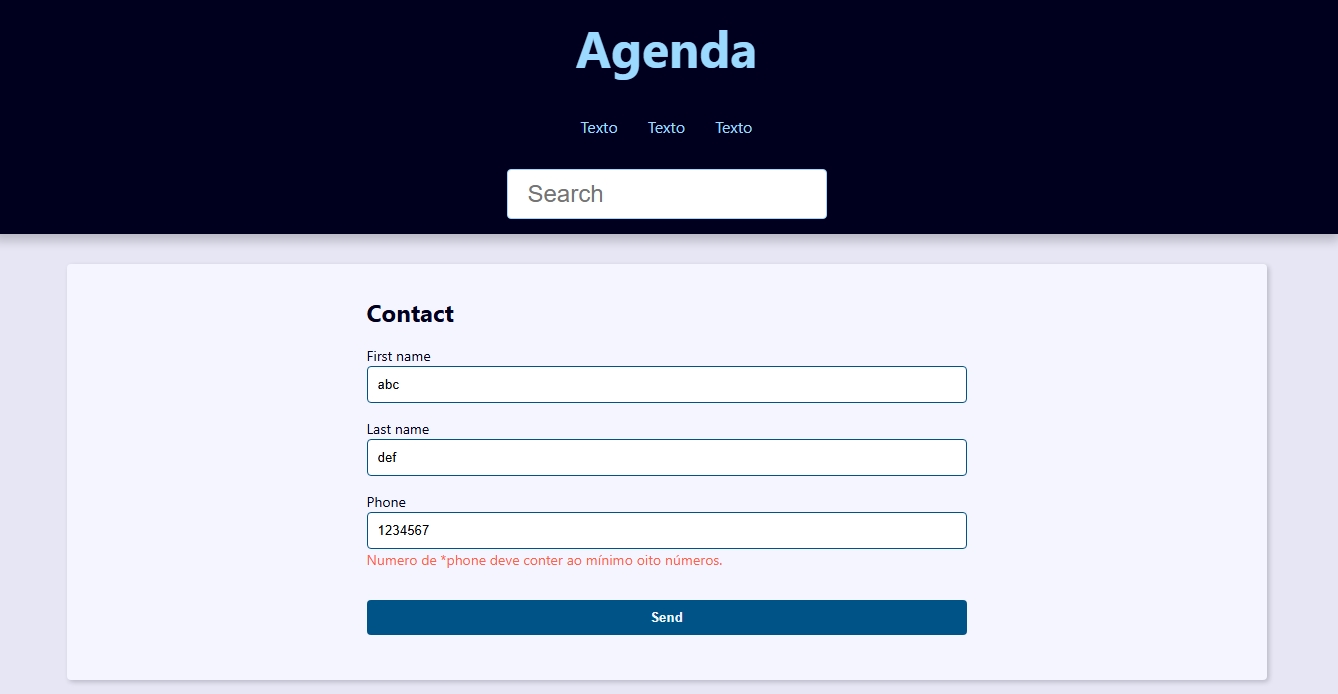 Agenda
Texto Texto Texto
Search
Contact
First name
abc
Last name
def
Phone
1234567
Numero de *phone deve conter ao mínimo oito números.
Send